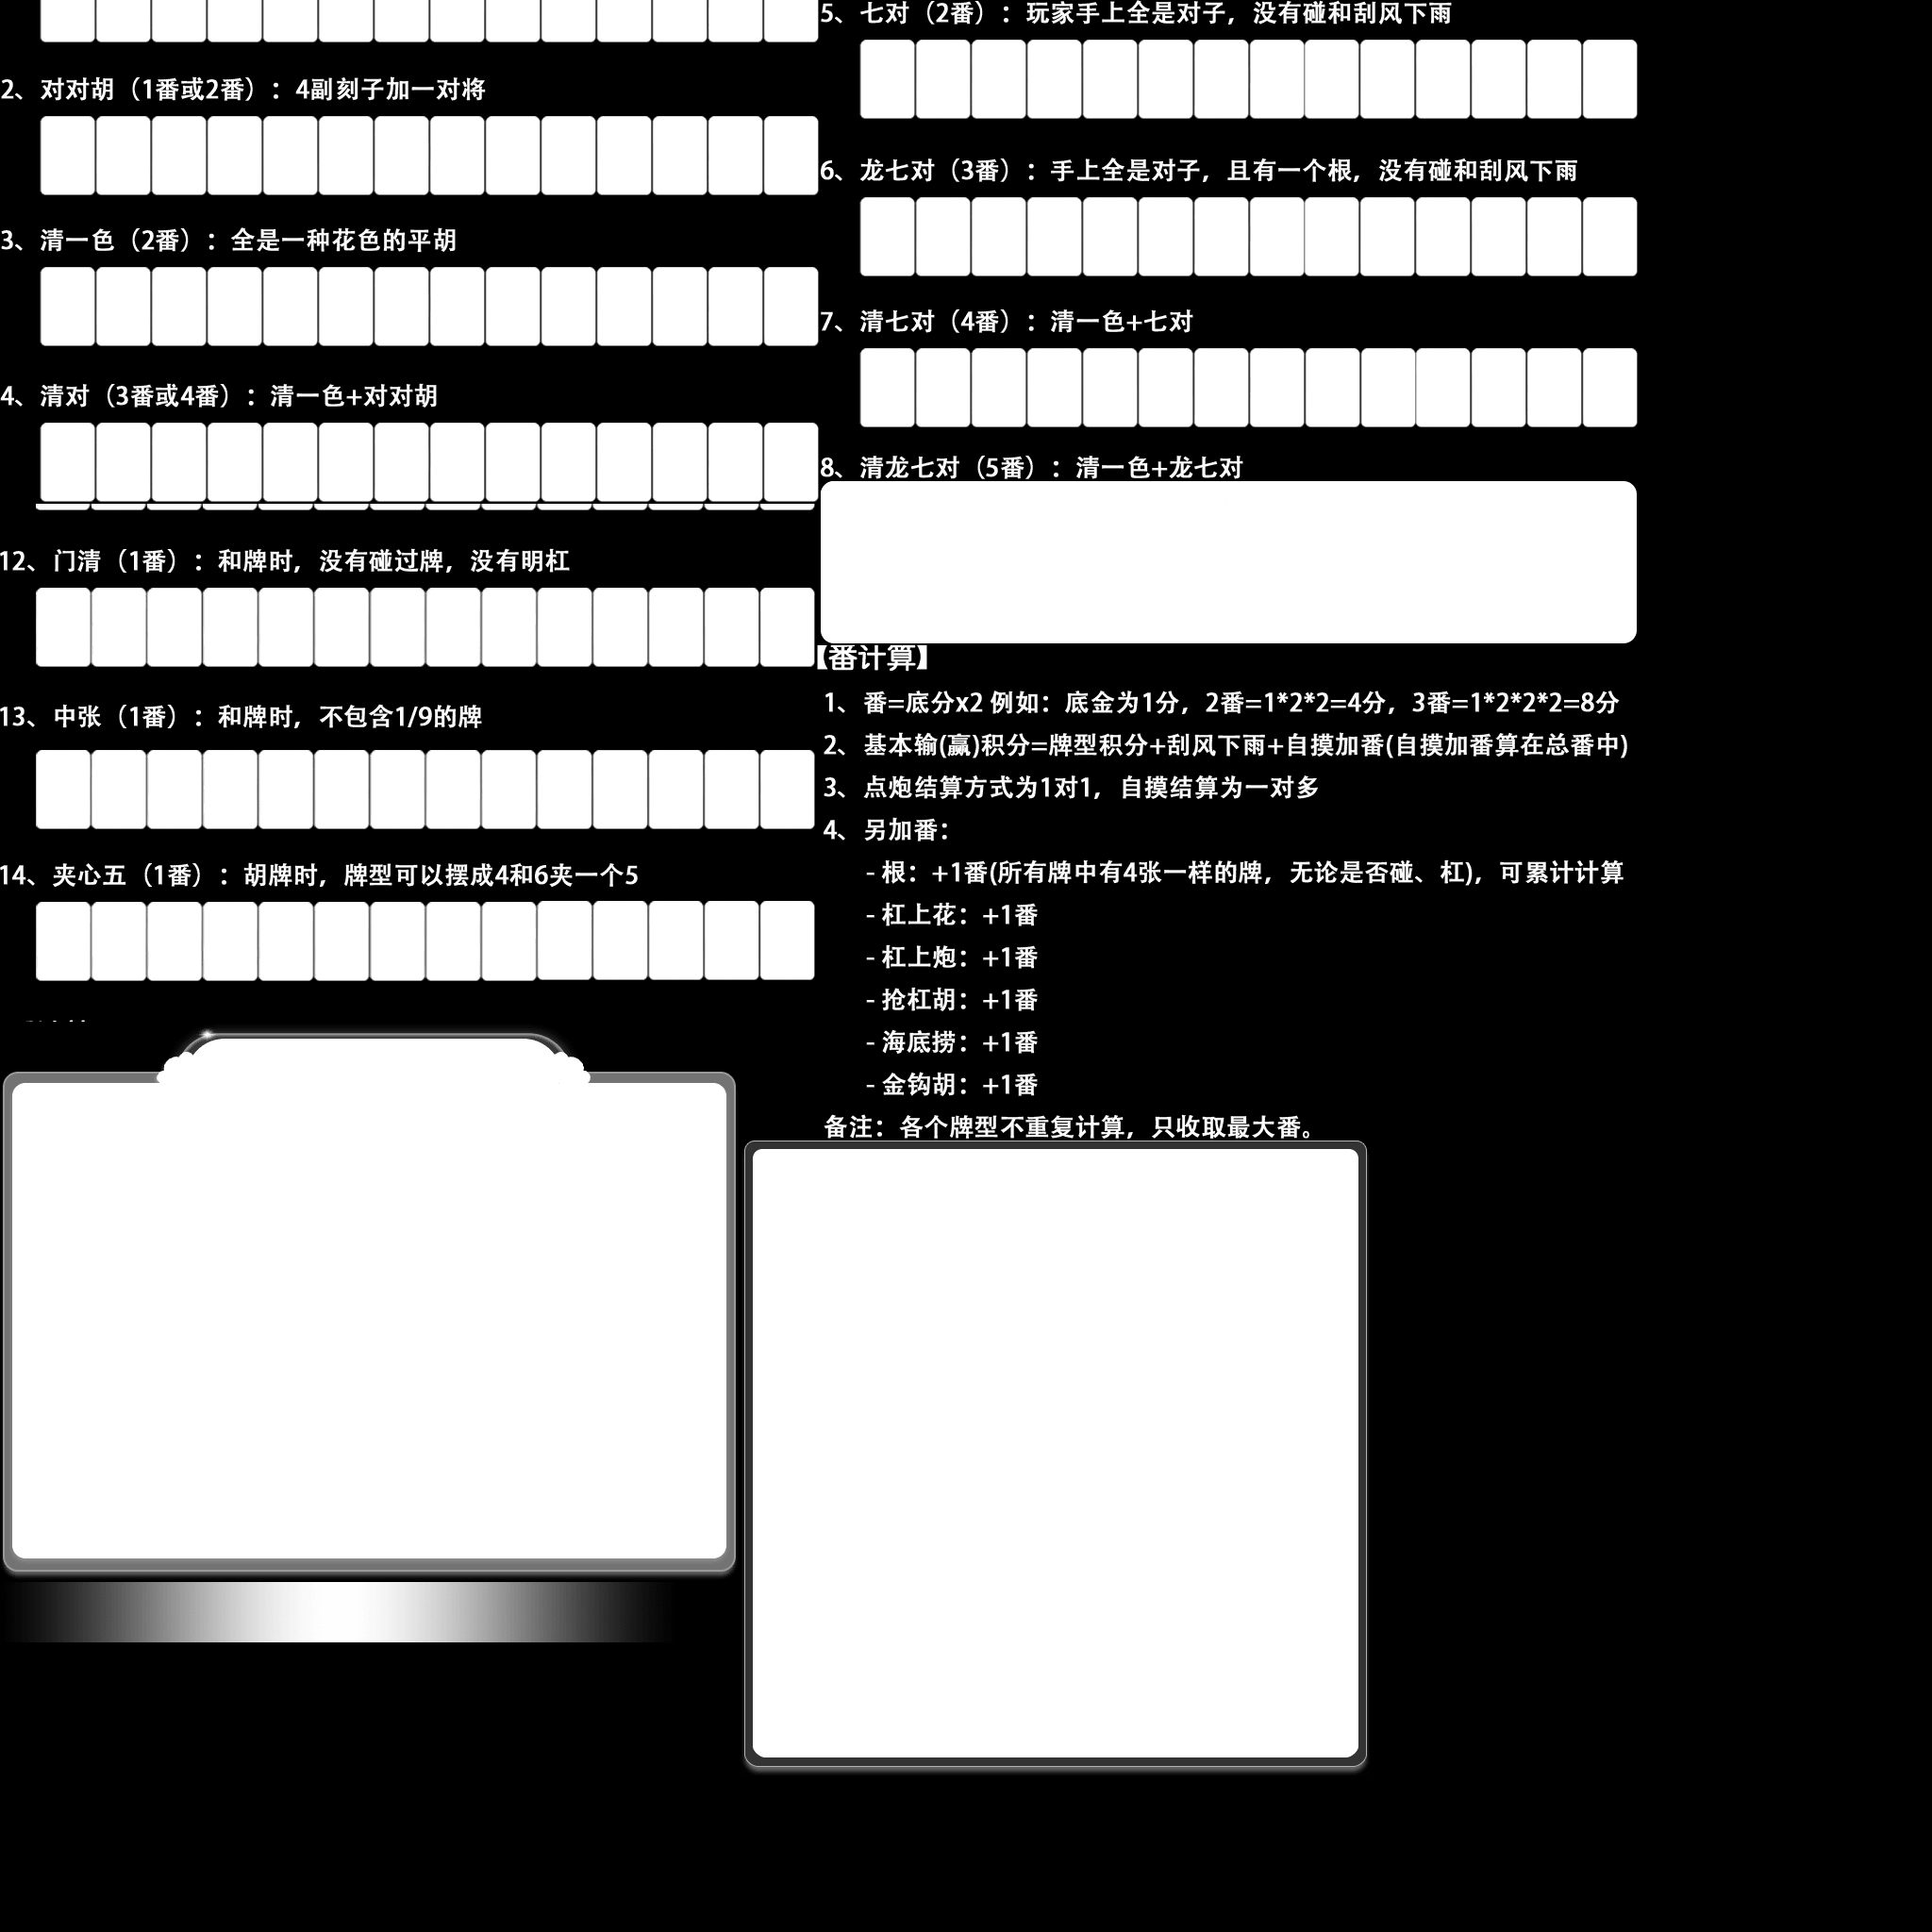 2、对对胡（1番或2番）：4副刻子加一对将
3、清一色（2番）：全是一种花色的平胡
4、清对（3番或4番）：清一色+对对胡
12、门清（1番）：和牌时，没有碰过牌，没有明杠
13、中张（1番）：和牌时，不包含1/9的牌
14、夹心五（1番）：胡牌时，牌型可以摆成4和6夹一个5
5、七对（2番）：玩家手上全是对子，没有碰和刮风下雨
6、龙七对（3番）：手上全是对子，且有一个根，没有碰和刮风下雨
7、清七对（4番）：清一色+七对
8、清龙七对（5番）：清一色+龙七对
【番计算】
1、番=底分x2 例如：底金为1分，2番=1*2*2=4分，3番=1*2*2*2=8分
2、基本输(赢)积分=牌型积分+刮风下雨+自摸加番(自摸加番算在总番中)
3、点炮结算方式为1对1，自摸结算为一对多
4、另加番：
- 根：+1番(所有牌中有4张一样的牌，无论是否碰、杠)，可累计计算
- 杠上花：+1番
- 杠上炮：+1番
- 抢杠胡：+1番
- 海底捞：+1番
- 金钩胡：+1番
备注：各个牌型不重复计算，只收取最大番。